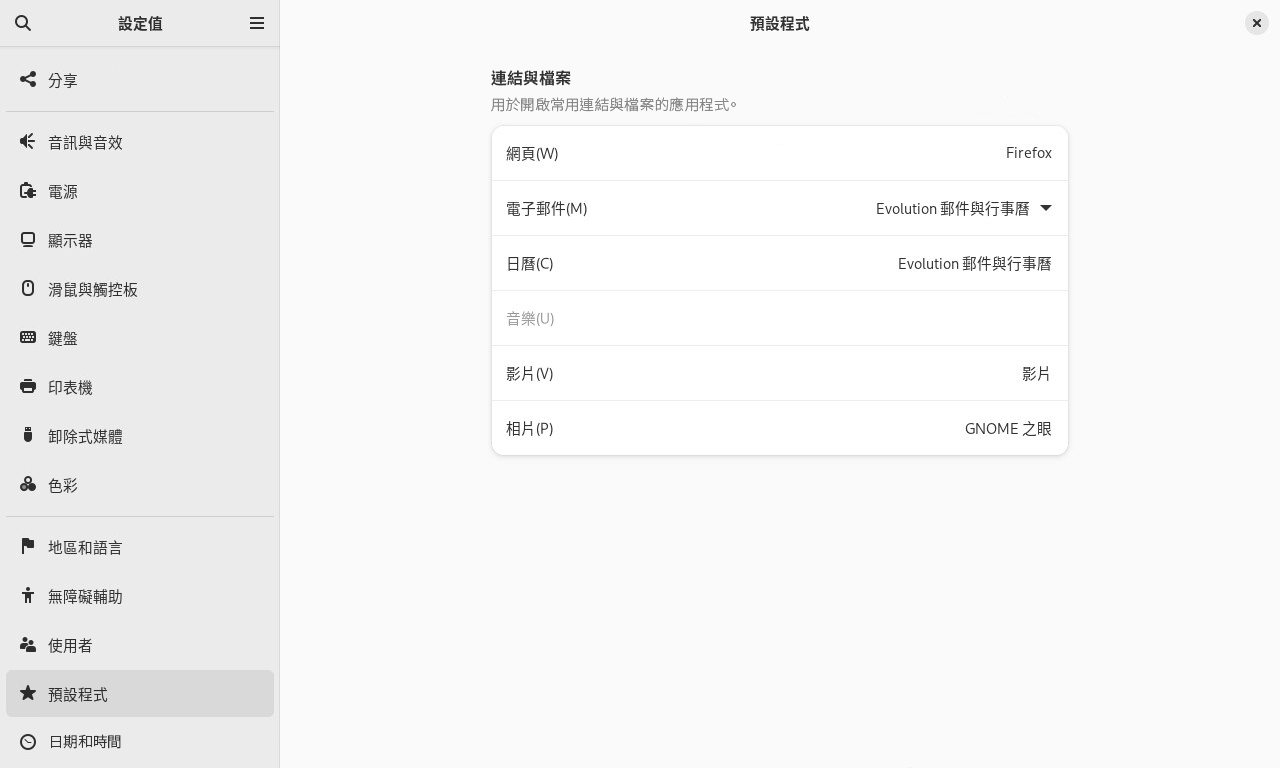 設定值
預設程式
分享
音訊與音效
電源
顯示器
滑鼠與觸控板
鍵盤
印表機
卸除式媒體
色彩
地區和語言
無障礙輔助
使用者
預設程式
日期和時間
連結與檔案
用於開啟常用連結與檔案的應用程式。
網頁(W) Firefox
電子郵件(M) Evolution 郵件與行事曆
日曆(C) Evolution 郵件與行事曆
音樂(U)
影片(V) 影片
相片(P) GNOME 之眼